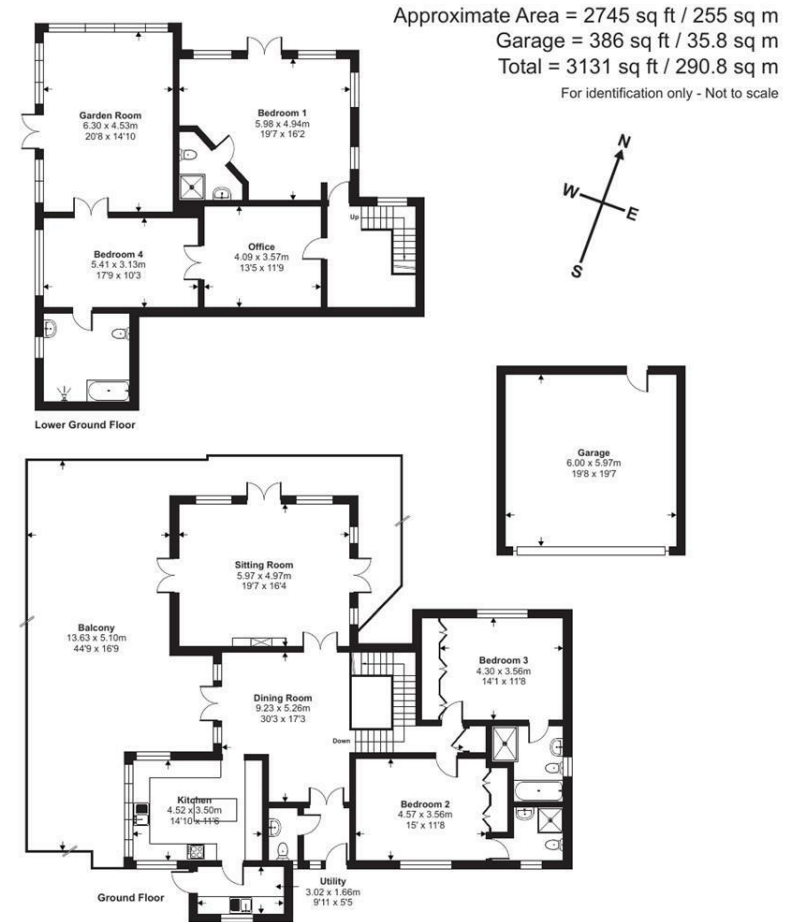 Approximate Area = 2745 sq ft / 255 sq m
Garage = 386 sq ft / 35.8 sq m
Total = 3131 sq ft / 290.8 sq m
For identification only - Not to scale
N
W
E
S
Garden Room
6.30 x 4.53m
20'8 x 14'10
Bedroom 1
5.98 x 4.94m
19'7 x 16'2
Up
Bedroom 4
5.41 x 3.13m
17'9 x 10'3
Office
4.09 x 3.57m
13'5 x 11'9
Lower Ground Floor
Garage
6.00 x 5.97m
19'8 x 19'7
Sitting Room
5.97 x 4.97m
19'7 x 16'4
Balcony
13.63 x 5.10m
44'9 x 16'9
Bedroom 3
4.30 x 3.56m
14'1 x 11'8
Dining Room
9.23 x 5.26m
30'3 x 17'3
Down
Kitchen
4.52 x 3.50m
14'10 x 11'6
Bedroom 2
4.57 x 3.56m
15' x 11'8
Utility
3.02 x 1.66m
9'11 x 5'5
Ground Floor